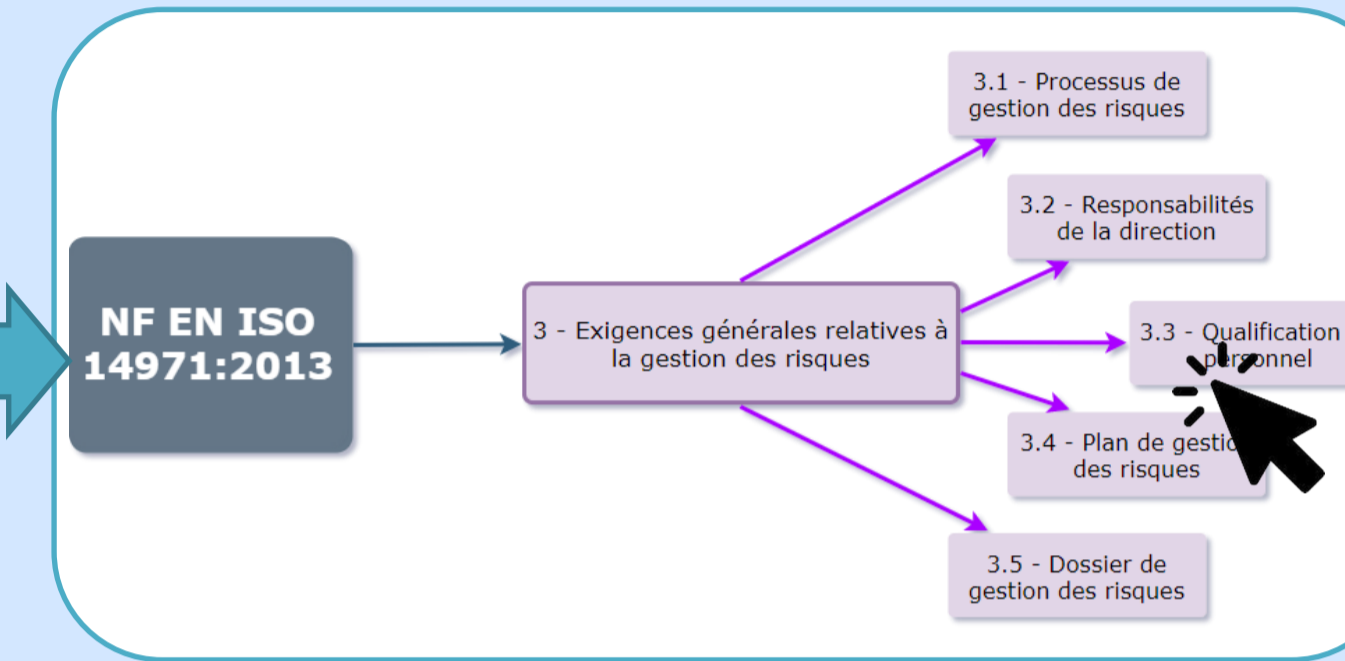 NF EN ISO
14971:2013
3 - Exigences générales relatives à
la gestion des risques
3.1 - Processus de
gestion des risques
3.2 - Responsabilités
de la direction
3.3 - Qualification
personnel
3.4 - Plan de gestion
des risques
3.5 - Dossier de
gestion des risques